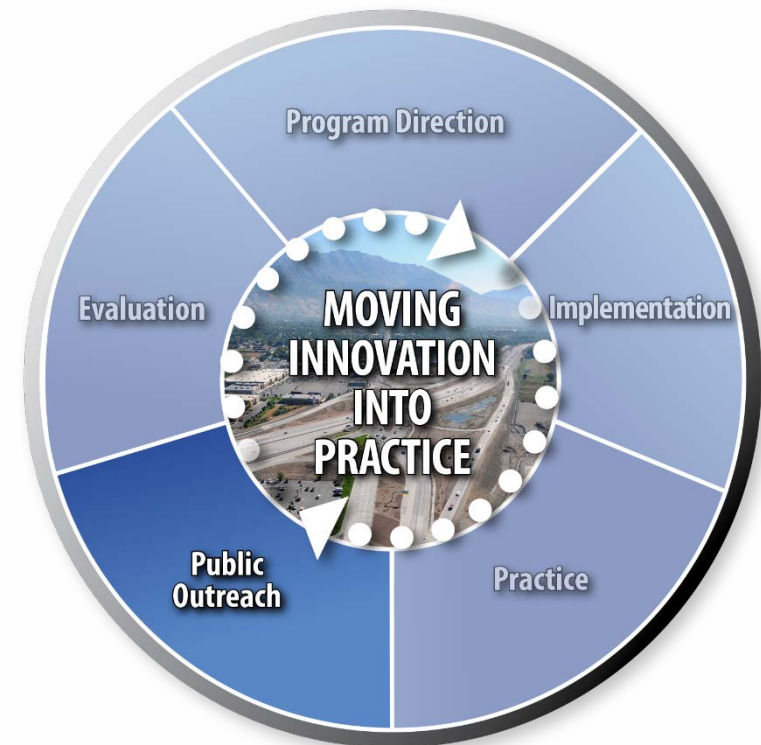 Program Direction
Evaluation
MOVING
INNOVATION
INTO
PRACTICE
Implementation
Public
Outreach
Practice